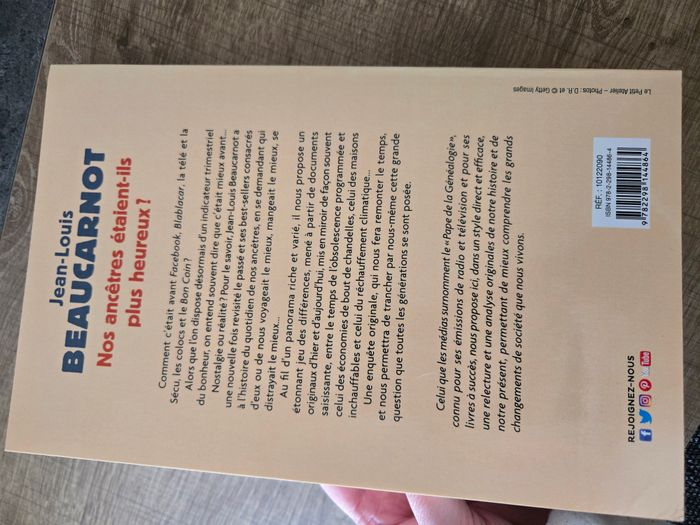 Jean-Louis
BEAUCARNOT
Nos ancêtres étaient-ils
plus heureux ?
Comment c'était avant Facebook, Blablacar, la télé et la
Sécu, les colocs et le Bon Coin ?
Alors que l'on dispose désormais d'un indicateur trimestriel
du bonheur, on entend souvent dire que c'était mieux avant...
Nostalgie ou réalité ? Pour le savoir, Jean-Louis Beaucarnot a
une nouvelle fois revisité le passé et ses best-sellers consacrés
à l'histoire du quotidien de nos ancêtres, en se demandant qui
d'eux ou de nous voyageait le mieux, mangeait le mieux, se
distrayait le mieux...
Au fil d'un panorama riche et varié, il nous propose un
étonnant jeu des différences, mené à partir de documents
originaux d'hier et d'aujourd'hui, mis en miroir de façon souvent
saisissante, entre le temps de l'obsolescence programmée et
celui des économies de bout de chandelles, celui des maisons
inchauffables et celui du réchauffement climatique...
Une enquête originale, qui nous fera remonter le temps,
et nous permettra de trancher par nous-même cette grande
question que toutes les générations se sont posée.
Celui que les médias surnomment le « Pape de la Généalogie »,
connu pour ses émissions de radio et télévision et pour ses
livres à succès, nous propose ici, dans un style direct et efficace,
une relecture et une analyse originales de notre histoire et de
notre présent, permettant de mieux comprendre les grands
changements de société que nous vivons.
REJOIGNEZ-NOUS
You Tube
RÉF. : 10122090
ISBN 978-2-298-14486-4
9 782298 144864
Le Petit Atelier – Photos : D.R. et © Getty Images